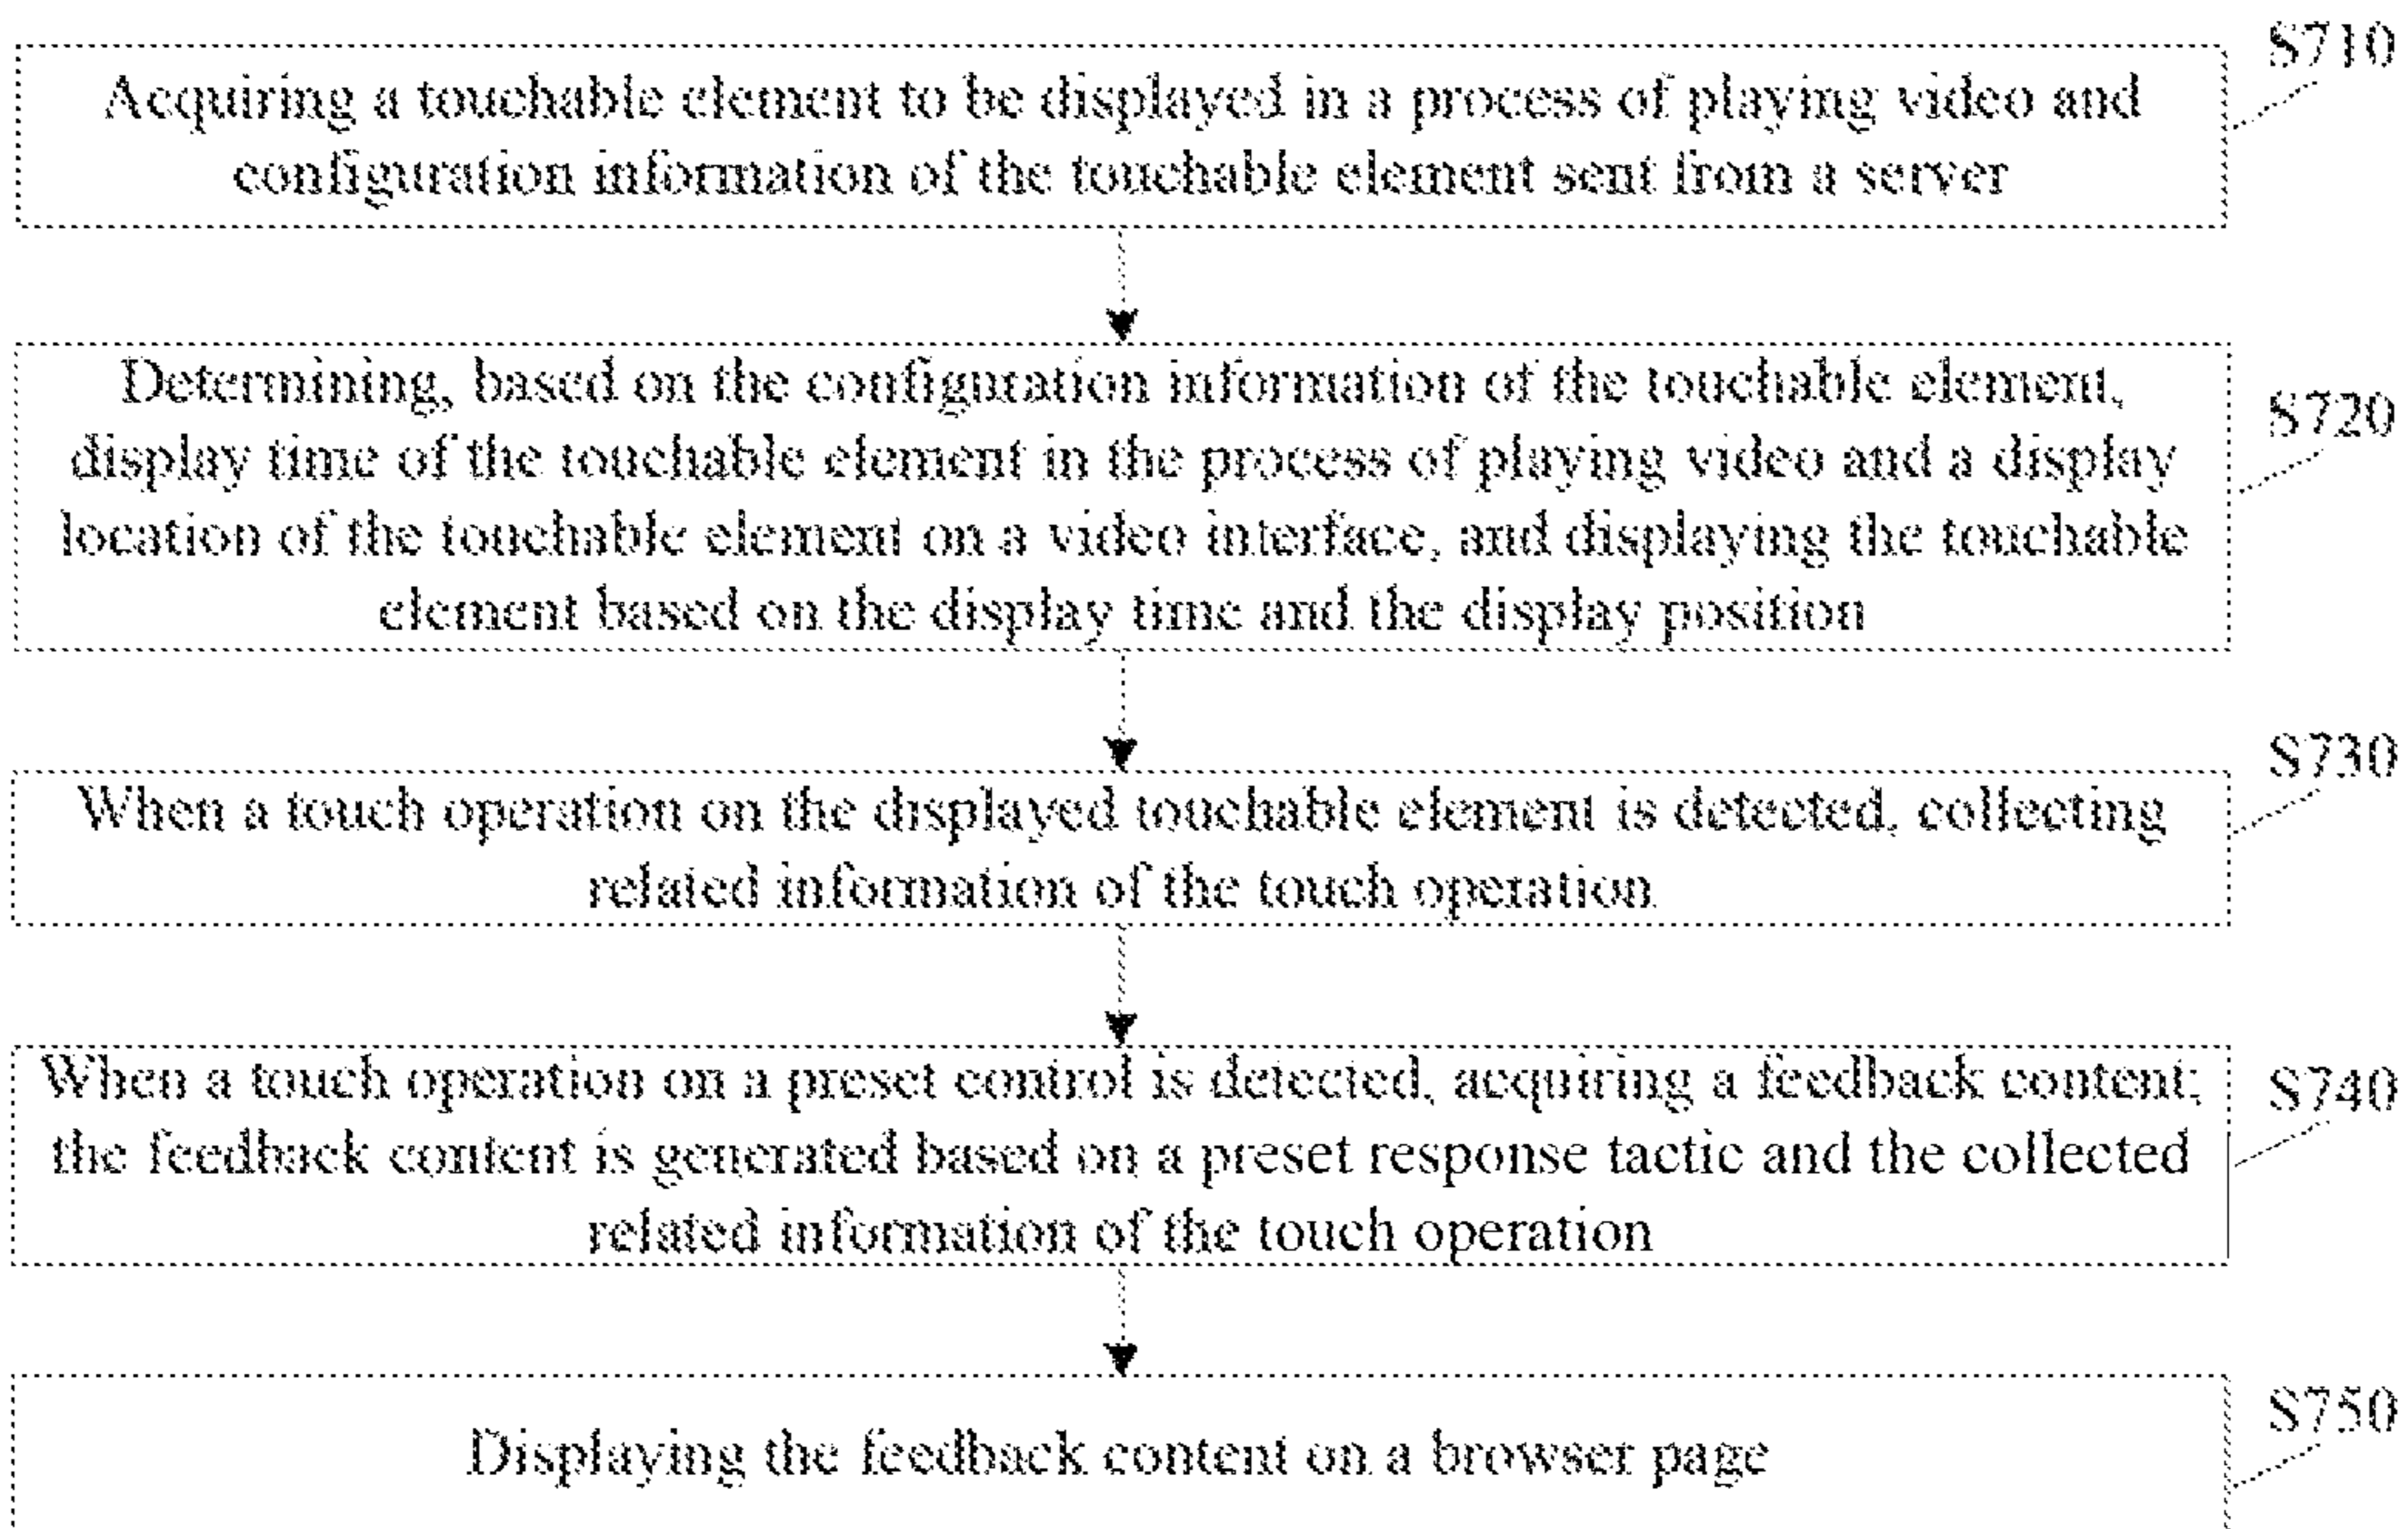 S710
Acquiring a touchable element to be displayed in a process of playing video and
configuration information of the touchable element sent from a server
Determining, based on the configuration information of the touchable element,
display time of the touchable element in the process of playing video and a display
location of the touchable element on a video interface, and displaying the touchable
element based on the display time and the display position
S720
When a touch operation on the displayed touchable element is detected, collecting
related information of the touch operation
S730
When a touch operation on a preset control is detected, acquiring a feedback content;
the feedback content is generated based on a preset response tactic and the collected
related information of the touch operation
S740
Displaying the feedback content on a browser page
S750